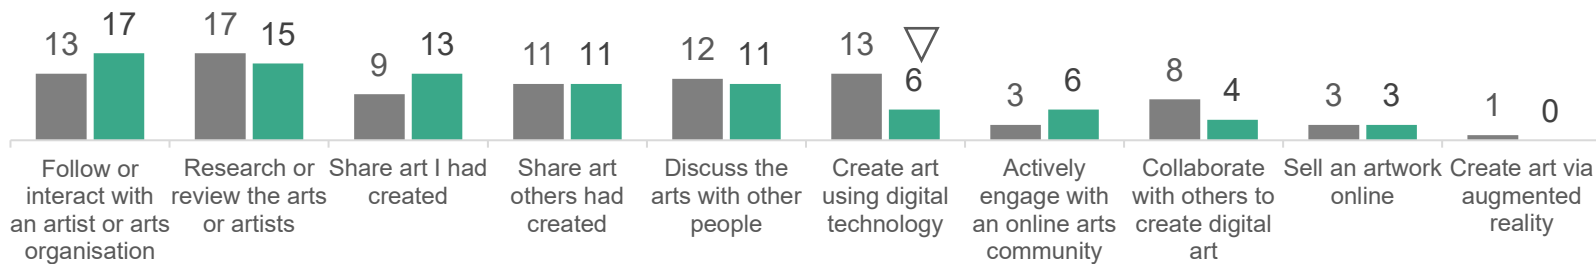 13 17
17 15
9 13
11 11
12 11
13 6
3 6
8 4
3 3
1 0
Follow or
interact with
an artist or arts
organisation
Research or
review the arts
or artists
Share art I had
created
Share art
others had
created
Discuss the
arts with other
people
Create art
using digital
technology
Actively
engage with
an online arts
community
Collaborate
with others to
create digital
art
Sell an artwork
online
Create art via
augmented
reality